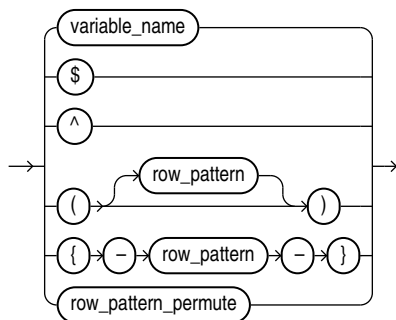 variable_name
$
^
( row_pattern )
{ – row_pattern – }
row_pattern_permute